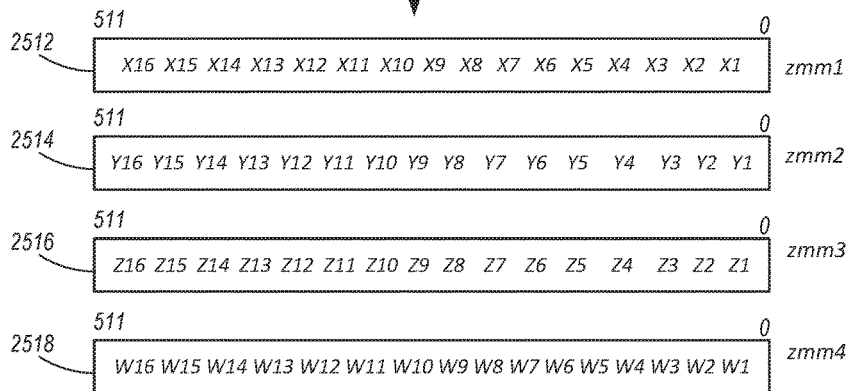 511 0
2512 X16 X15 X14 X13 X12 X11 X10 X9 X8 X7 X6 X5 X4 X3 X2 X1 zmm1
511 0
2514 Y16 Y15 Y14 Y13 Y12 Y11 Y10 Y9 Y8 Y7 Y6 Y5 Y4 Y3 Y2 Y1 zmm2
511 0
2516 Z16 Z15 Z14 Z13 Z12 Z11 Z10 Z9 Z8 Z7 Z6 Z5 Z4 Z3 Z2 Z1 zmm3
511 0
2518 W16 W15 W14 W13 W12 W11 W10 W9 W8 W7 W6 W5 W4 W3 W2 W1 zmm4